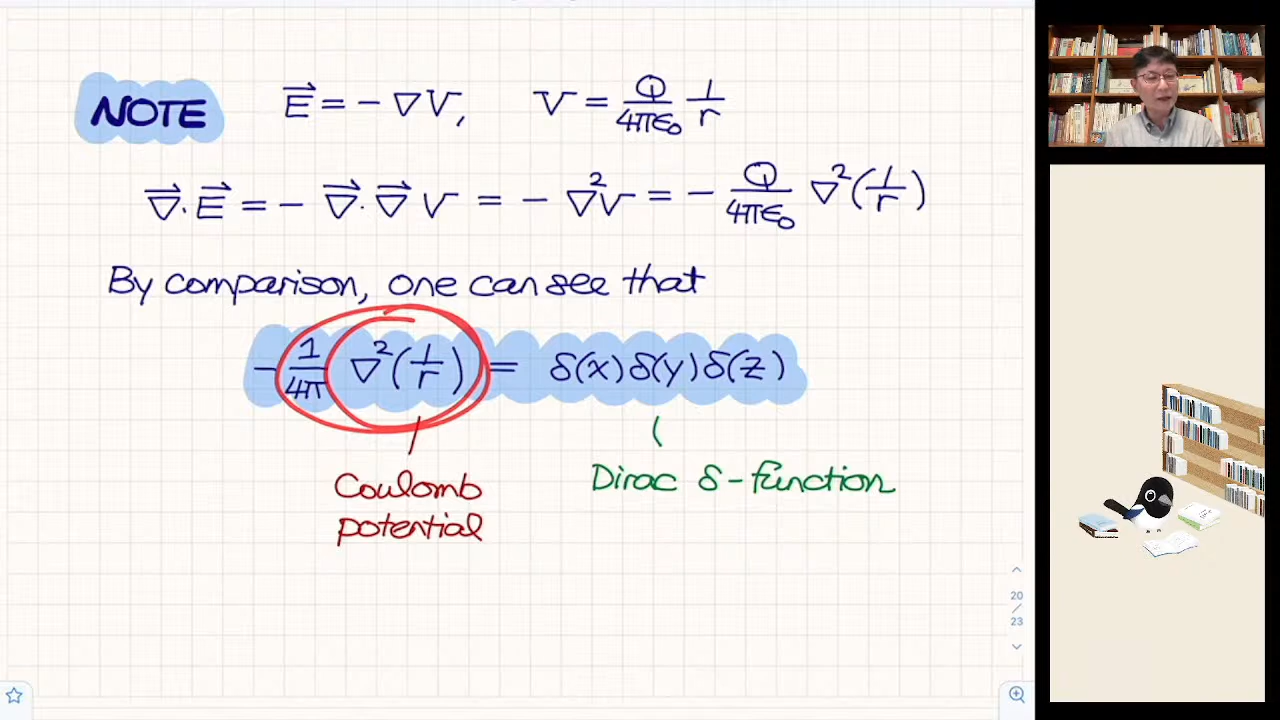 NOTE E⃗ = − ∇V, V = Q/4πε₀ 1/r
∇⃗·E⃗ = − ∇⃗·∇⃗ V = − ∇²V = − Q/4πε₀ ∇²(1/r)
By comparison, one can see that
− 1/4π ∇²(1/r) = δ(x)δ(y)δ(z)
Coulomb potential
Dirac δ-function
20
/
23